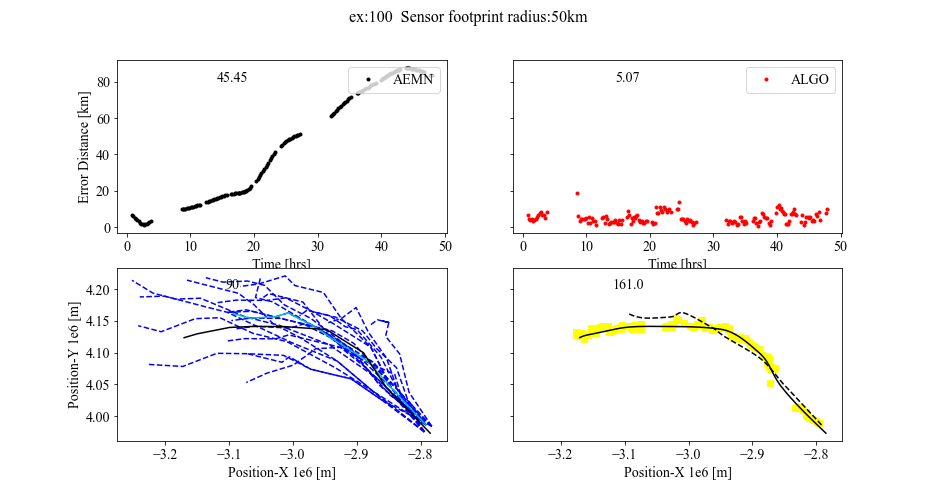 ex:100  Sensor footprint radius:50km
45.45
AEMN
5.07
ALGO
Error Distance [km]
80
60
40
20
0
0 10 20 30 40 50
0 10 20 30 40 50
Time [hrs]
Time [hrs]
90
161.0
Position-Y 1e6 [m]
4.20
4.15
4.10
4.05
4.00
−3.2 −3.1 −3.0 −2.9 −2.8
−3.2 −3.1 −3.0 −2.9 −2.8
Position-X 1e6 [m]
Position-X 1e6 [m]